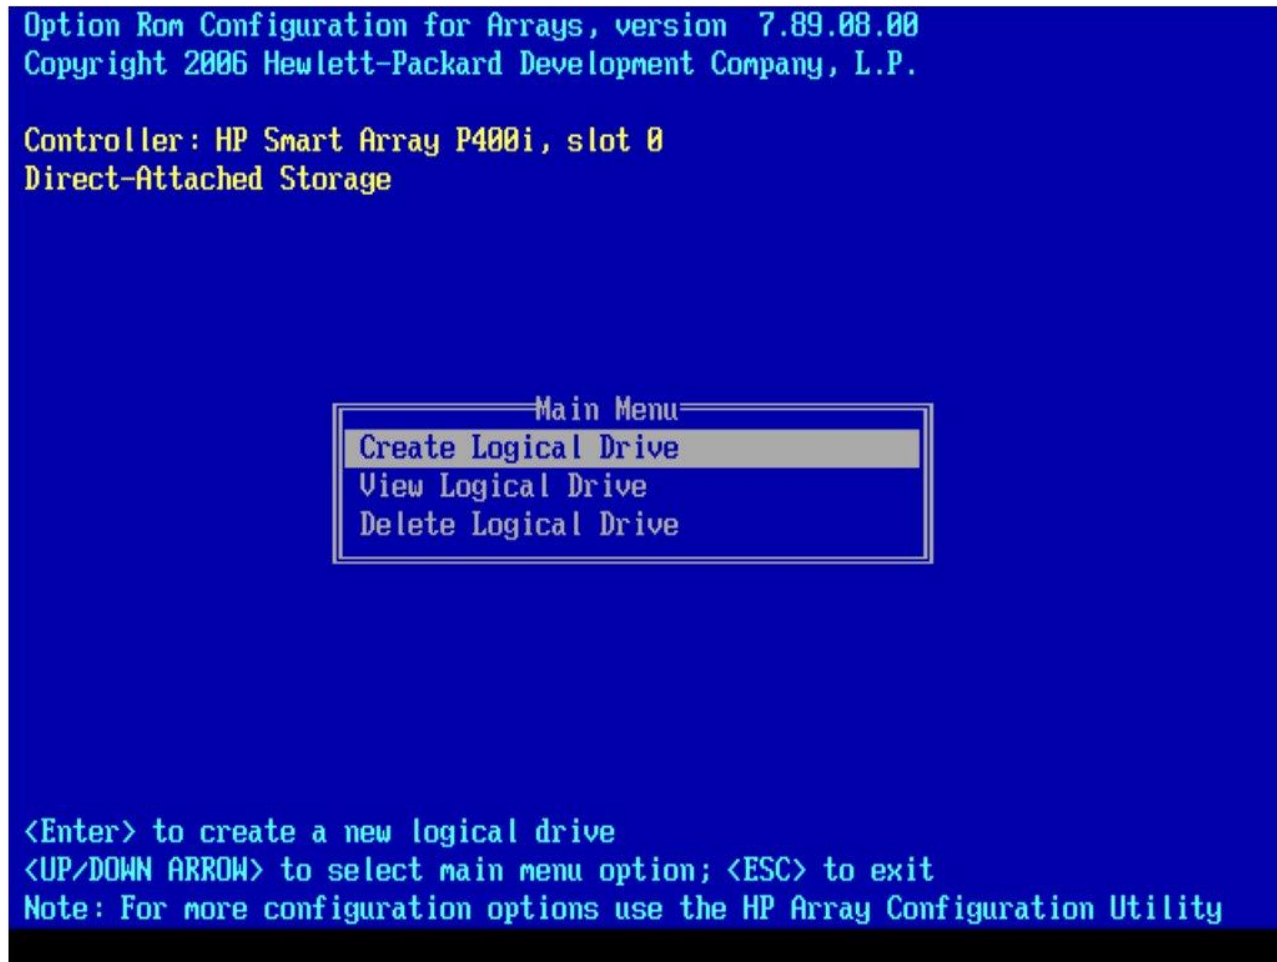 Option Rom Configuration for Arrays, version  7.89.08.00
Copyright 2006 Hewlett-Packard Development Company, L.P.
Controller: HP Smart Array P400i, slot 0
Direct-Attached Storage
Main Menu
Create Logical Drive
View Logical Drive
Delete Logical Drive
<Enter> to create a new logical drive
<UP/DOWN ARROW> to select main menu option; <ESC> to exit
Note: For more configuration options use the HP Array Configuration Utility